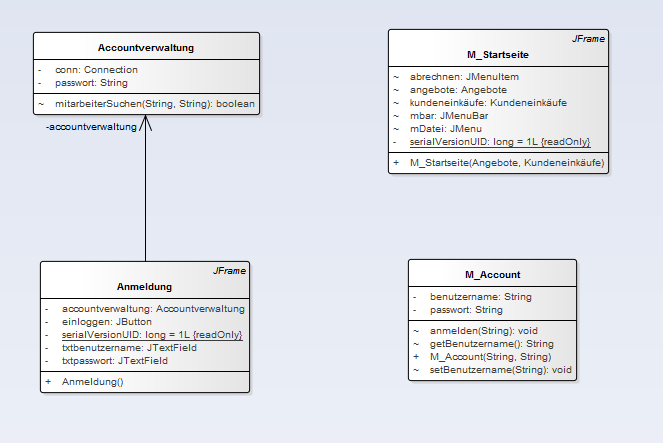 Accountverwaltung
- conn: Connection
- passwort: String
~ mitarbeiterSuchen(String, String): boolean
-accountverwaltung
JFrame
Anmeldung
- accountverwaltung: Accountverwaltung
- einloggen: JButton
- serialVersionUID: long = 1L {readOnly}
- txtbenutzername: JTextField
- txtpasswort: JTextField
+ Anmeldung()
JFrame
M_Startseite
~ abrechnen: JMenuItem
~ angebote: Angebote
~ kundeneinkäufe: Kundeneinkäufe
~ mbar: JMenuBar
~ mDatei: JMenu
- serialVersionUID: long = 1L {readOnly}
+ M_Startseite(Angebote, Kundeneinkäufe)
M_Account
- benutzername: String
- passwort: String
~ anmelden(String): void
~ getBenutzername(): String
+ M_Account(String, String)
~ setBenutzername(String): void